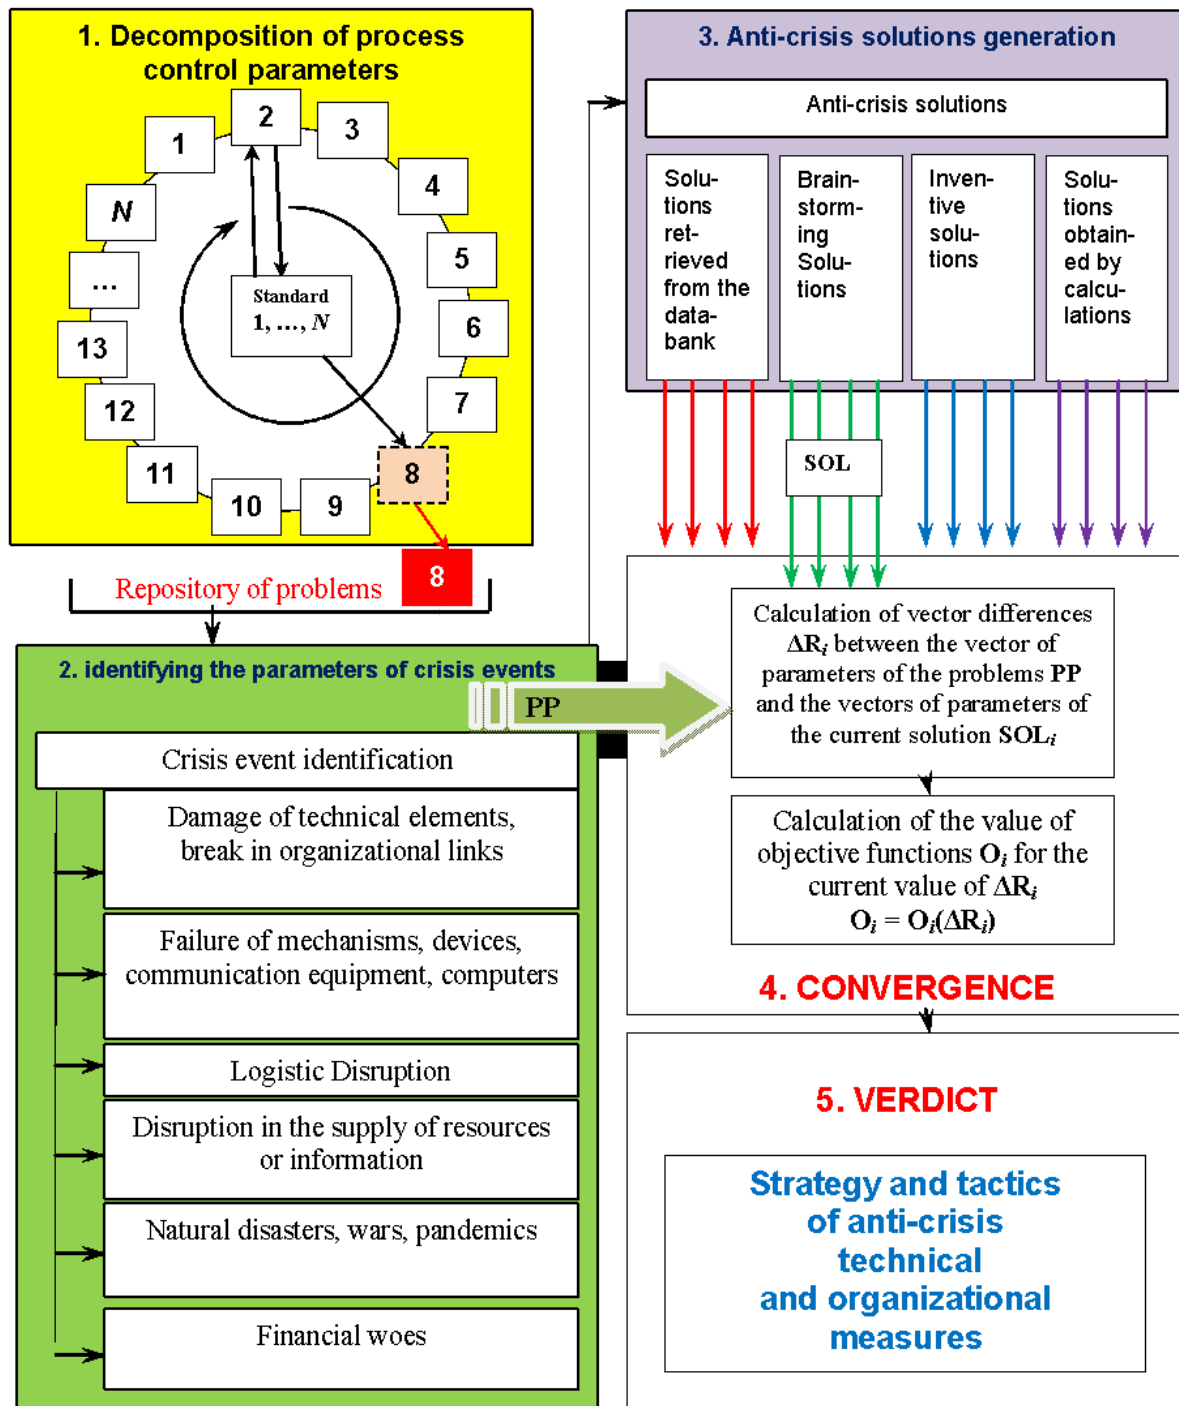 1. Decomposition of process
control parameters
1
2
3
4
5
6
7
8
9
10
11
12
13
...
N
Standard
1, ..., N
8
Repository of problems
2. identifying the parameters of crisis events
PP
Crisis event identification
Damage of technical elements,
break in organizational links
Failure of mechanisms, devices,
communication equipment, computers
Logistic Disruption
Disruption in the supply of resources
or information
Natural disasters, wars, pandemics
Financial woes
3. Anti-crisis solutions generation
Anti-crisis solutions
Solu-
tions
ret-
rieved
from the
data-
bank
Brain-
storm-
ing
Solu-
tions
Inven-
tive
solu-
tions
Solu-
tions
obtain-
ed by
calcu-
lations
SOL
Calculation of vector differences
ΔRi between the vector of
parameters of the problems PP
and the vectors of parameters of
the current solution SOLi
Calculation of the value of
objective functions Oi for the
current value of ΔRi
Oi = Oi(ΔRi)
4. CONVERGENCE
5. VERDICT
Strategy and tactics
of anti-crisis
technical
and organizational
measures